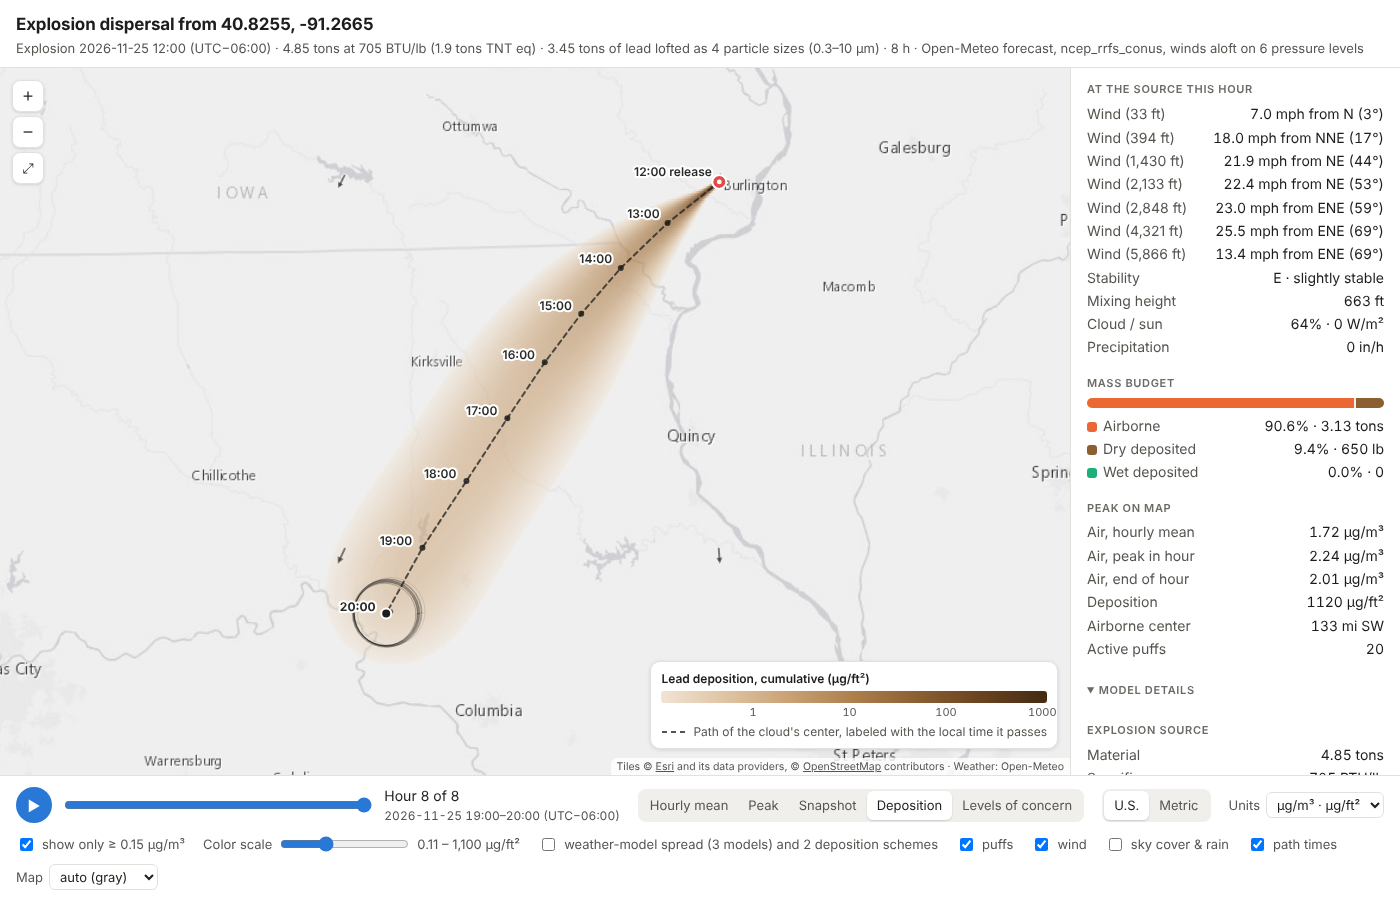 Explosion dispersal from 40.8255, -91.2665
Explosion 2026-11-25 12:00 (UTC−06:00) · 4.85 tons at 705 BTU/lb (1.9 tons TNT eq) · 3.45 tons of lead lofted as 4 particle sizes (0.3–10 µm) · 8 h · Open-Meteo forecast, ncep_rrfs_conus, winds aloft on 6 pressure levels
+
−
Ottumwa
Galesburg
IOWA
12:00 release
Burlington
13:00
P
14:00
Macomb
15:00
16:00
Kirksville
17:00
Quincy
ILLINOIS
18:00
Chillicothe
Sprin
19:00
20:00
as City
Columbia
Warrensburg
St Peters
Lead deposition, cumulative (µg/ft²)
1 10 100 1000
Path of the cloud's center, labeled with the local time it passes
Tiles © Esri and its data providers, © OpenStreetMap contributors · Weather: Open-Meteo
AT THE SOURCE THIS HOUR
Wind (33 ft) 7.0 mph from N (3°)
Wind (394 ft) 18.0 mph from NNE (17°)
Wind (1,430 ft) 21.9 mph from NE (44°)
Wind (2,133 ft) 22.4 mph from NE (53°)
Wind (2,848 ft) 23.0 mph from ENE (59°)
Wind (4,321 ft) 25.5 mph from ENE (69°)
Wind (5,866 ft) 13.4 mph from ENE (69°)
Stability E · slightly stable
Mixing height 663 ft
Cloud / sun 64% · 0 W/m²
Precipitation 0 in/h
MASS BUDGET
Airborne 90.6% · 3.13 tons
Dry deposited 9.4% · 650 lb
Wet deposited 0.0% · 0
PEAK ON MAP
Air, hourly mean 1.72 µg/m³
Air, peak in hour 2.24 µg/m³
Air, end of hour 2.01 µg/m³
Deposition 1120 µg/ft²
Airborne center 133 mi SW
Active puffs 20
▼ MODEL DETAILS
EXPLOSION SOURCE
Material 4.85 tons
Hour 8 of 8
2026-11-25 19:00–20:00 (UTC−06:00)
Hourly mean Peak Snapshot Deposition Levels of concern
U.S. Metric
Units µg/m³ · µg/ft²
show only ≥ 0.15 µg/m³
Color scale 0.11 – 1,100 µg/ft²
weather-model spread (3 models) and 2 deposition schemes
puffs
wind
sky cover & rain
path times
Map auto (gray)